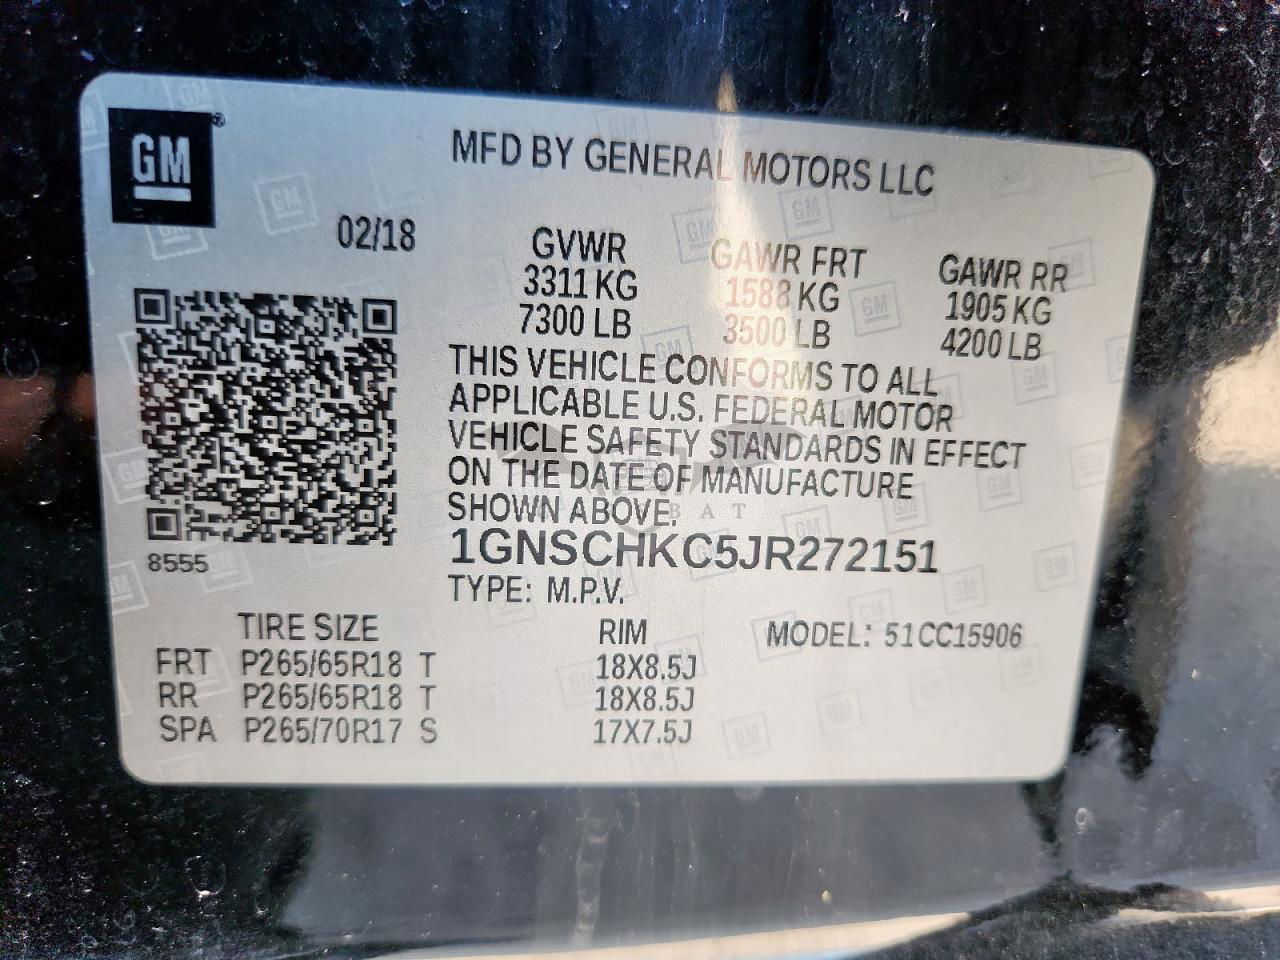 GM
MFD BY GENERAL MOTORS LLC
02/18
GVWR GAWR FRT GAWR RR
3311 KG 1588 KG 1905 KG
7300 LB 3500 LB 4200 LB
THIS VEHICLE CONFORMS TO ALL
APPLICABLE U.S. FEDERAL MOTOR
VEHICLE SAFETY STANDARDS IN EFFECT
ON THE DATE OF MANUFACTURE
SHOWN ABOVE.
8555
1GNSCHKC5JR272151
TYPE: M.P.V.
TIRE SIZE RIM MODEL: 51CC15906
FRT P265/65R18 T 18X8.5J
RR P265/65R18 T 18X8.5J
SPA P265/70R17 S 17X7.5J